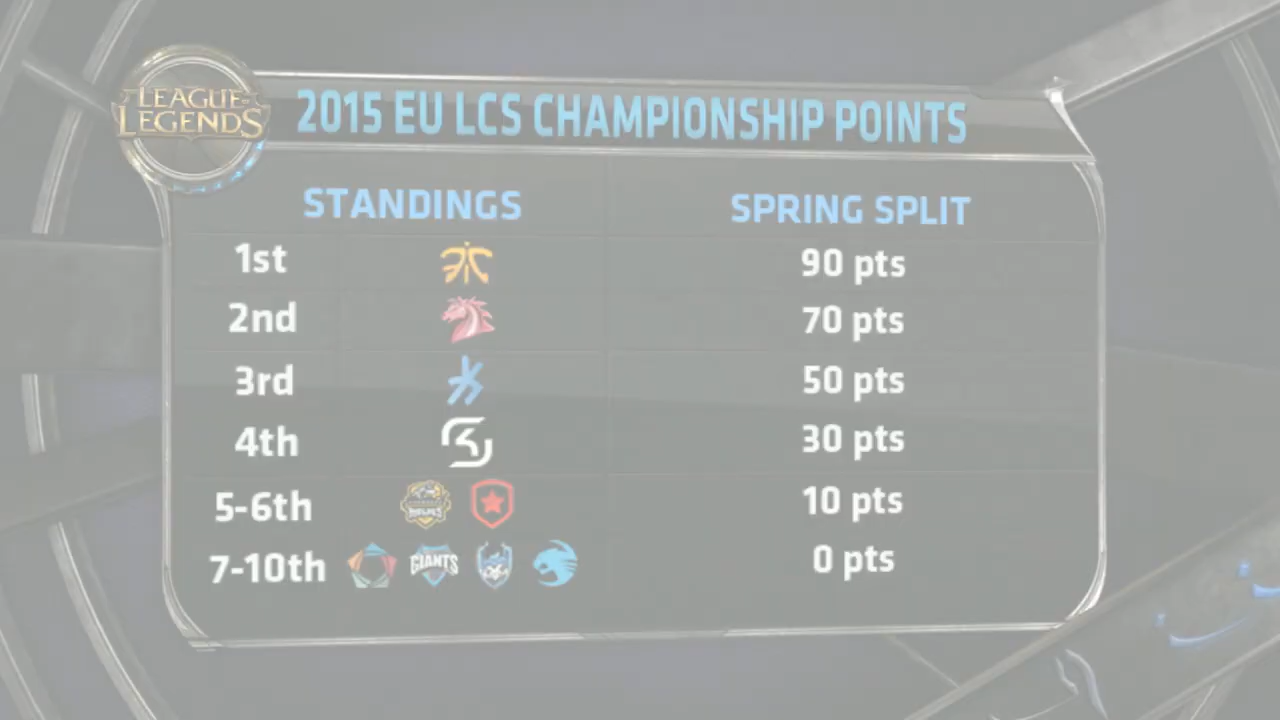 LEAGUE OF LEGENDS
2015 EU LCS CHAMPIONSHIP POINTS
STANDINGS SPRING SPLIT
1st 90 pts
2nd 70 pts
3rd 50 pts
4th 30 pts
5-6th 10 pts
7-10th GIANTS 0 pts